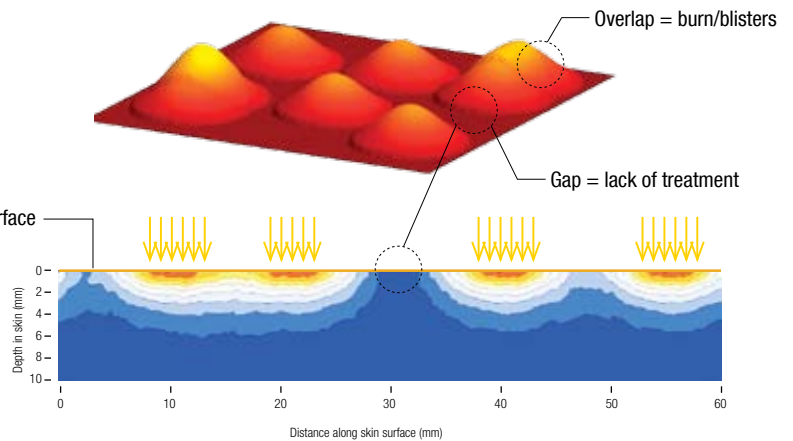 Overlap = burn/blisters
Gap = lack of treatment
rface
0
2
4
6
8
10
Depth in skin (mm)
0 10 20 30 40 50 60
Distance along skin surface (mm)